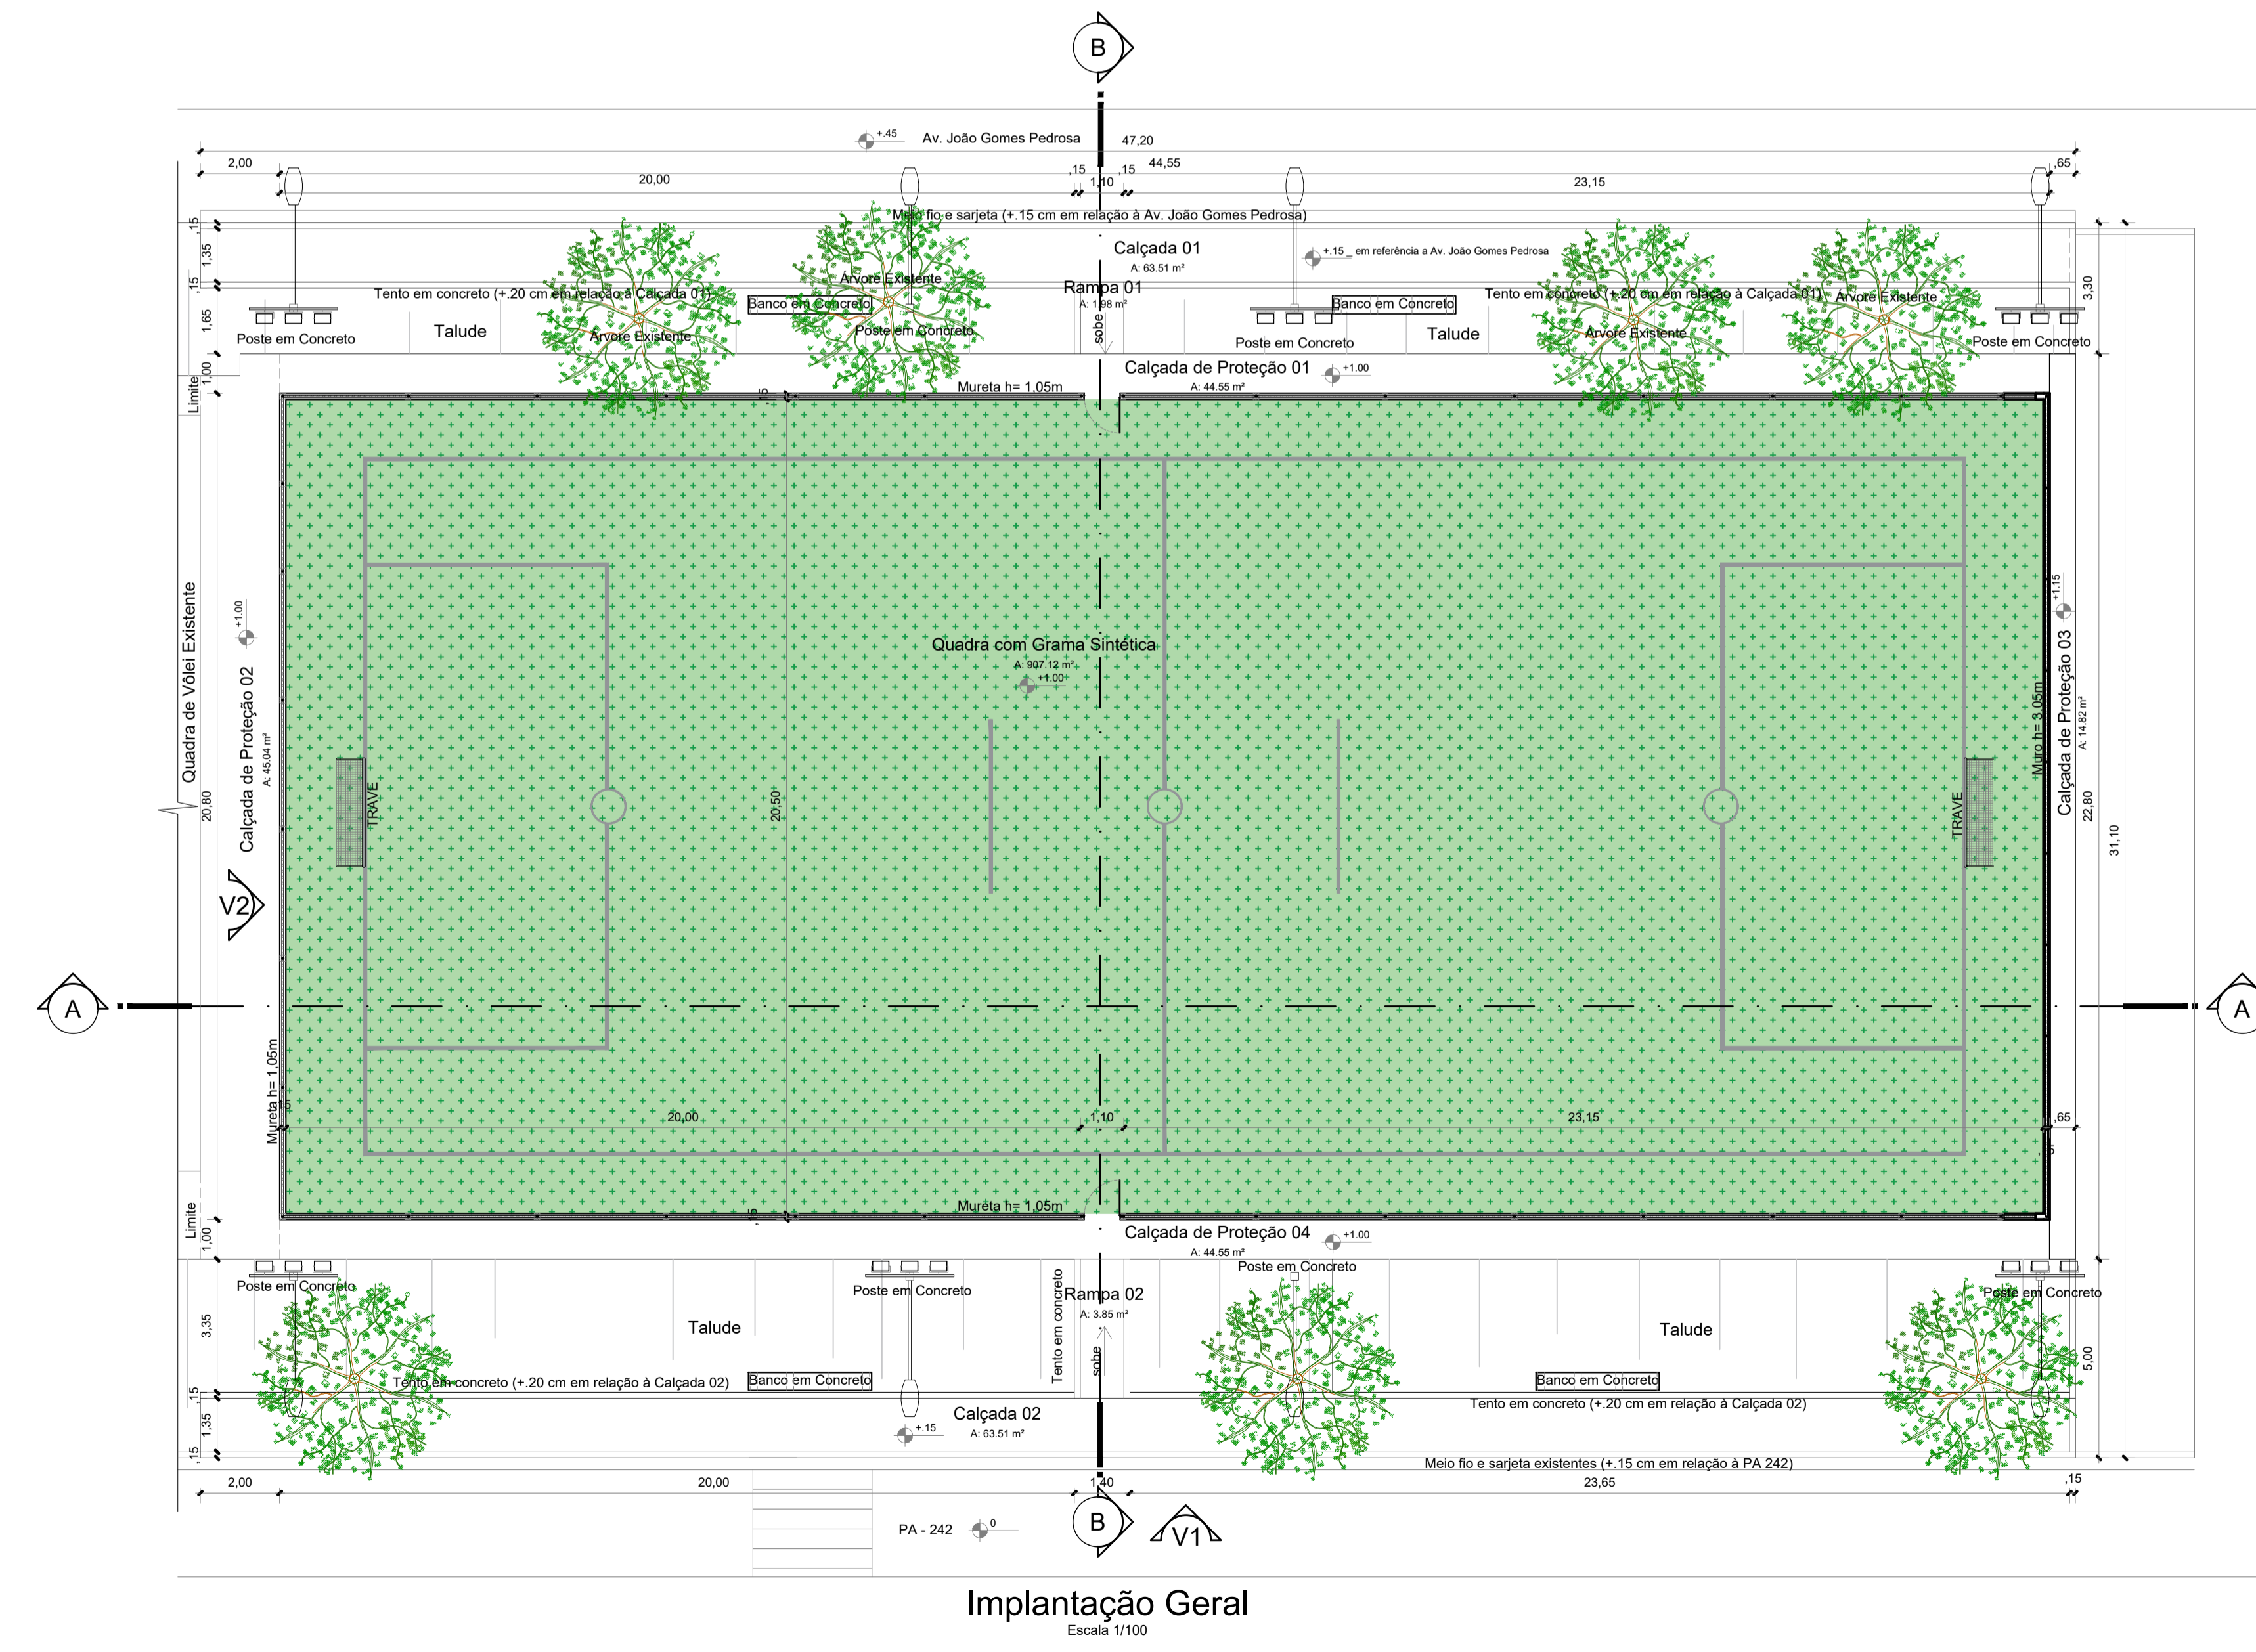 B
+.45
Av. João Gomes Pedrosa
47,20
2,00
44,55
,65
20,00
,15
1,10
,15
23,15
Meio fio e sarjeta (+.15 cm em relação à Av. João Gomes Pedrosa)
,15
1,35
,15
1,65
1,00
Limite
Calçada 01
A: 63.51 m²
+.15 _ em referência a Av. João Gomes Pedrosa
3,30
Árvore Existente
Rampa 01
A: 1.98 m²
sobe
Tento em concreto (+.20 cm em relação à Calçada 01)
Banco em Concreto
Banco em Concreto
Tento em concreto (+.20 cm em relação à Calçada 01)
Árvore Existente
Poste em Concreto
Talude
Árvore Existente
Poste em Concreto
Poste em Concreto
Talude
Árvore Existente
Poste em Concreto
Calçada de Proteção 01
A: 44.55 m²
+1.00
Mureta h= 1,05m
,15
Quadra de Vôlei Existente
20,80
Calçada de Proteção 02
A: 45.04 m²
+1.00
Quadra com Grama Sintética
A: 907.12 m²
+1.00
20,50
TRAVE
TRAVE
Muro h= 3,05m
Calçada de Proteção 03
A: 14.82 m²
+1.15
22,80
31,10
V2
A
A
Mureta h= 1,05m
20,00
1,10
23,15
,65
Mureta h= 1,05m
,15
Limite
1,00
Calçada de Proteção 04
A: 44.55 m²
+1.00
Poste em Concreto
Poste em Concreto
Poste em Concreto
Poste em Concreto
Tento em concreto
Rampa 02
A: 3.85 m²
sobe
3,35
Talude
Talude
5,00
Tento em concreto (+.20 cm em relação à Calçada 02)
Banco em Concreto
Banco em Concreto
Tento em concreto (+.20 cm em relação à Calçada 02)
,15
1,35
,15
Calçada 02
A: 63.51 m²
+.15
Meio fio e sarjeta existentes (+.15 cm em relação à PA 242)
2,00
20,00
1,40
23,65
,15
PA - 242
0
B
V1
Implantação Geral
Escala 1/100